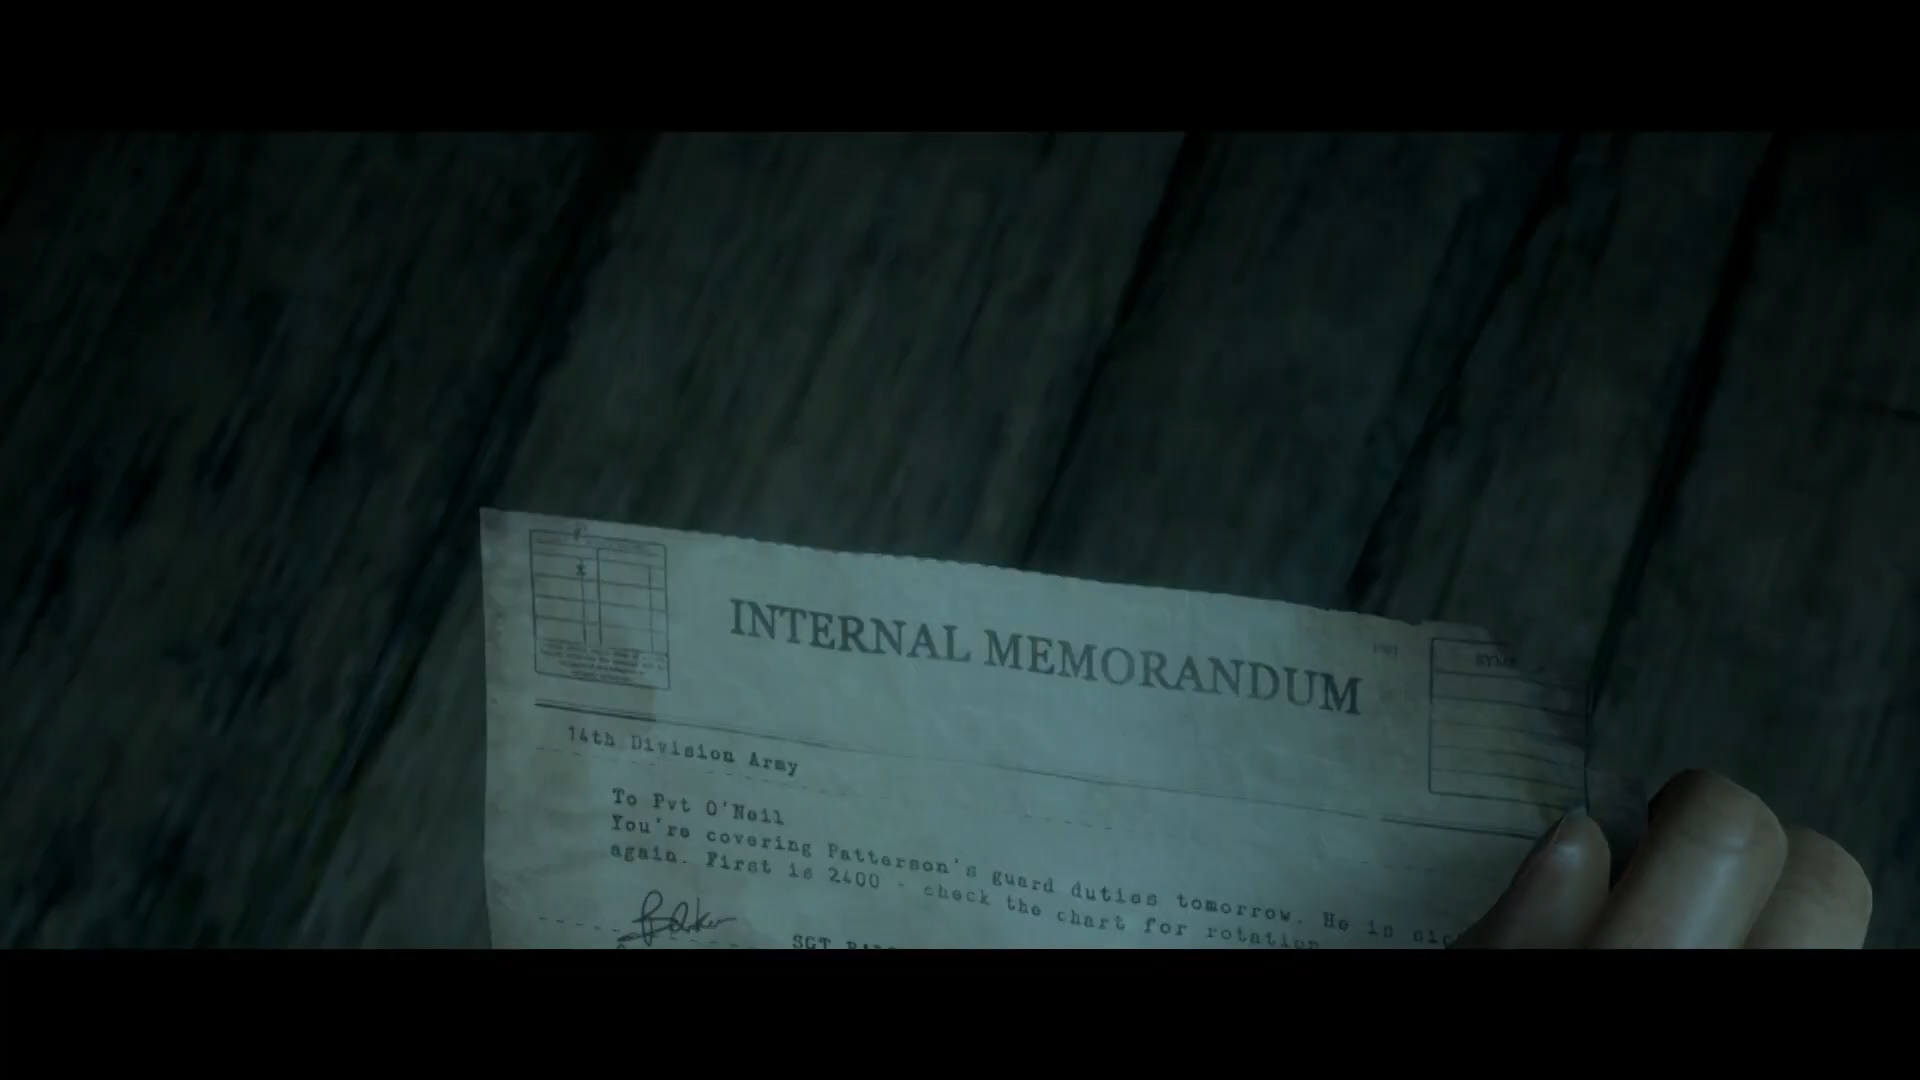 INTERNAL MEMORANDUM
14th Division Army
To Pvt O'Neil
You're covering Patterson's guard duties tomorrow. He is
again. First is 2400 - check the chart for rotation
SGT